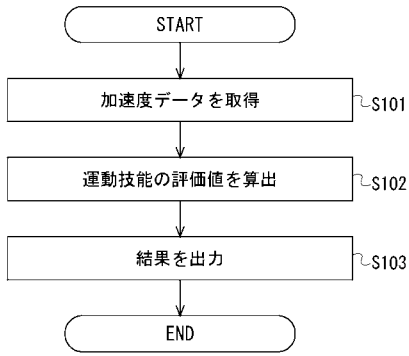 START
加速度データを取得
S101
運動技能の評価値を算出
S102
結果を出力
S103
END